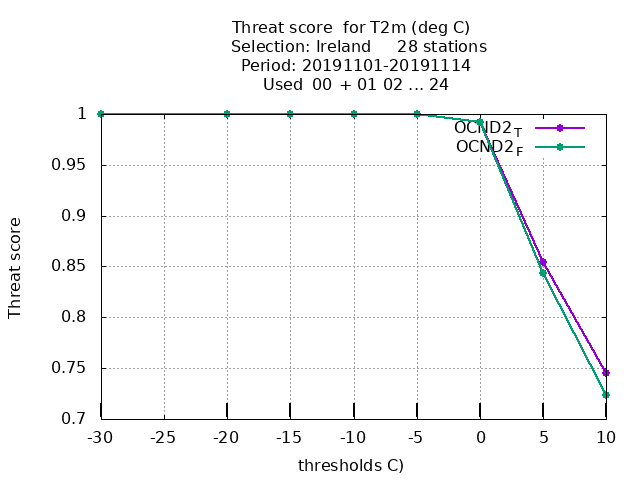 Threat score for T2m (deg C)
Selection: Ireland 28 stations
Period: 20191101-20191114
Used 00 + 01 02 ... 24
OCND2T
OCND2F
1
0.95
0.9
0.85
0.8
0.75
0.7
Threat score
-30 -25 -20 -15 -10 -5 0 5 10
thresholds C)